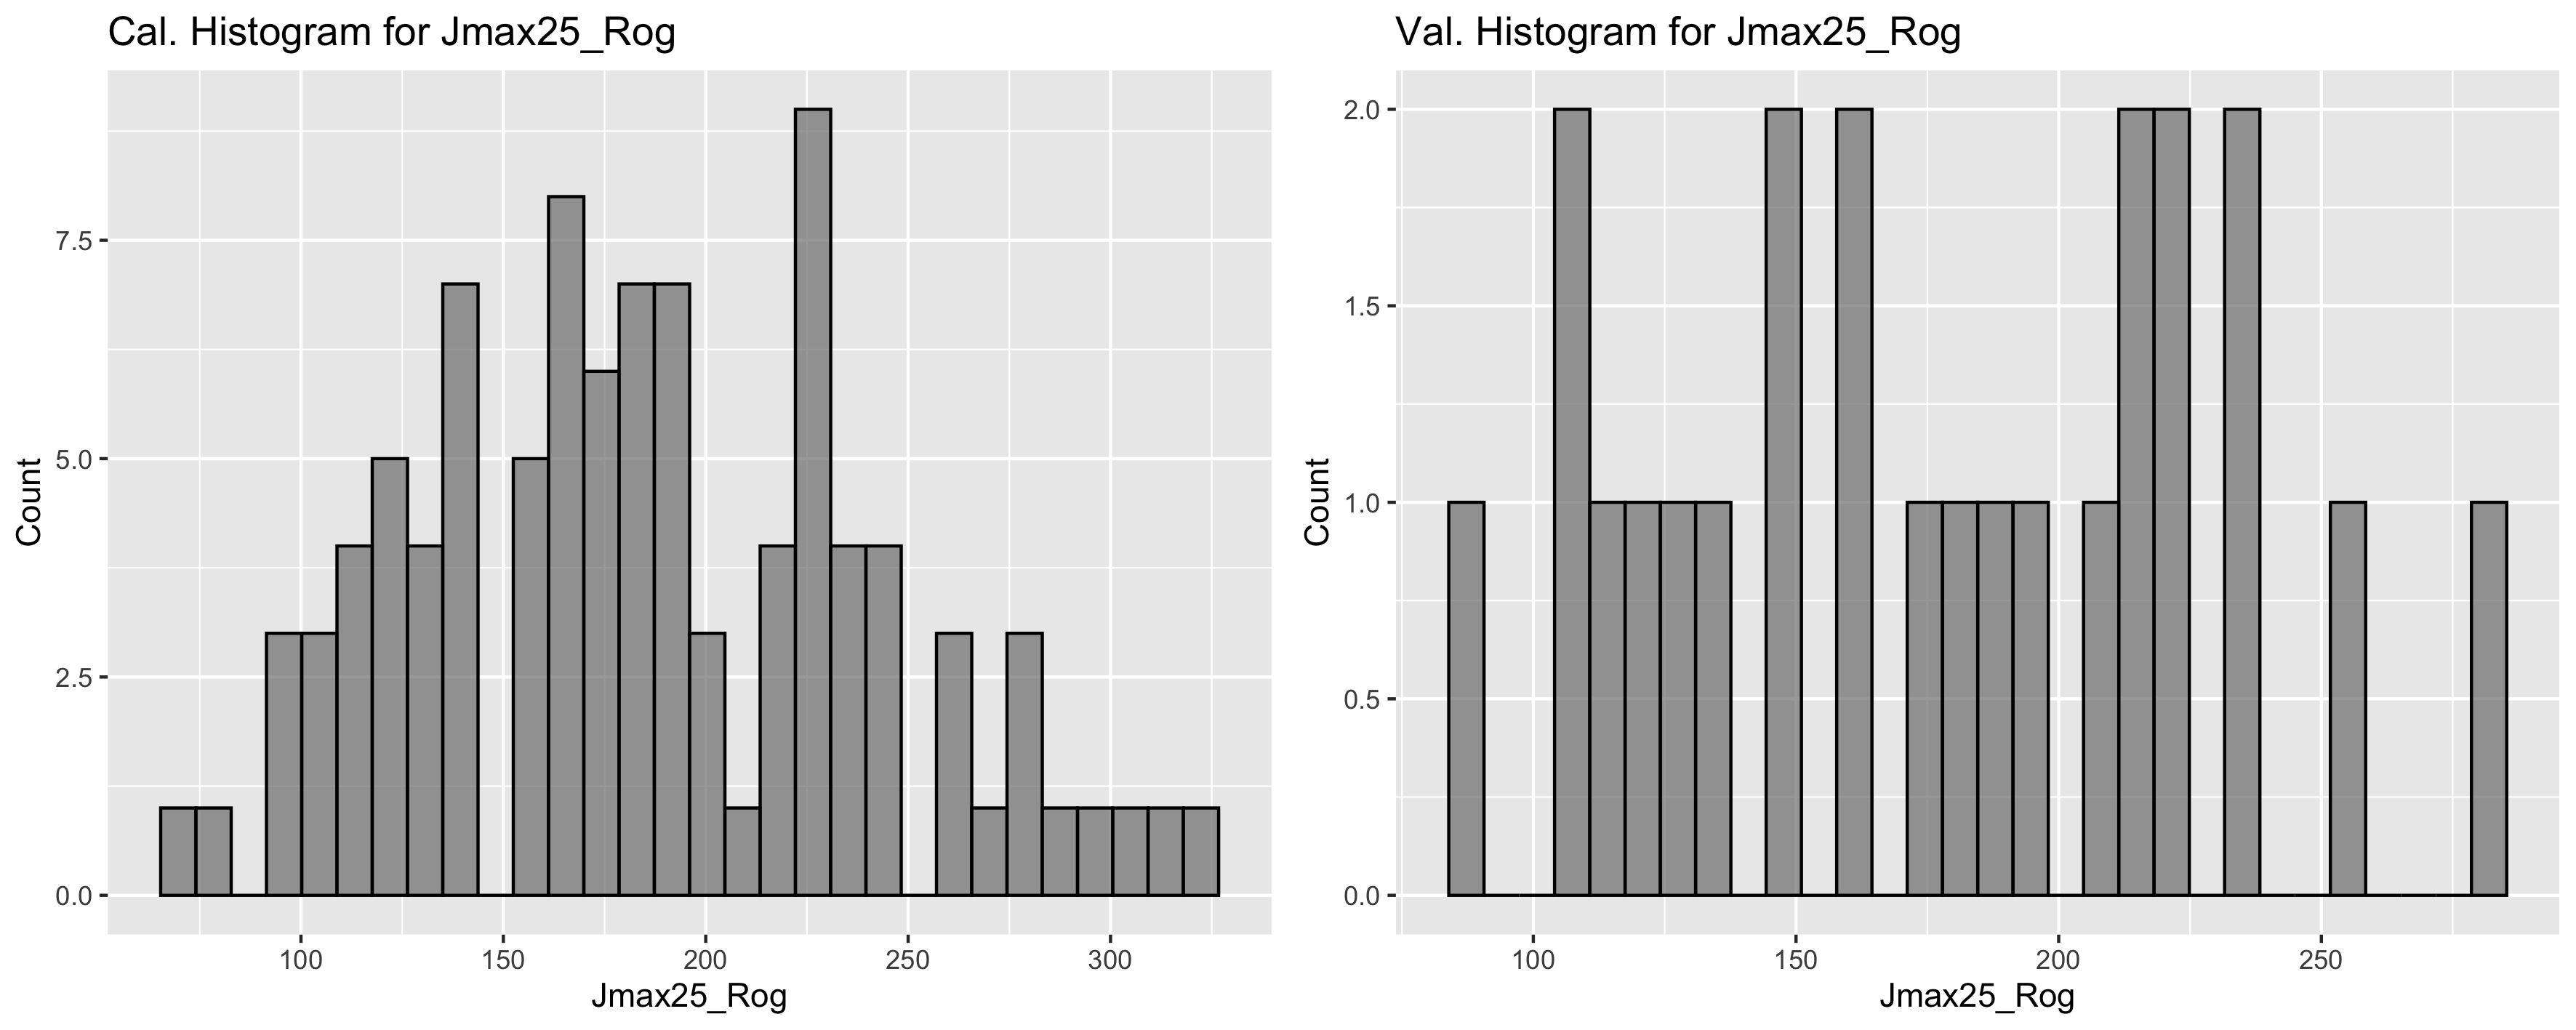 Cal. Histogram for Jmax25_Rog
Count
7.5
5.0
2.5
0.0
100 150 200 250 300
Jmax25_Rog
Val. Histogram for Jmax25_Rog
Count
2.0
1.5
1.0
0.5
0.0
100 150 200 250
Jmax25_Rog